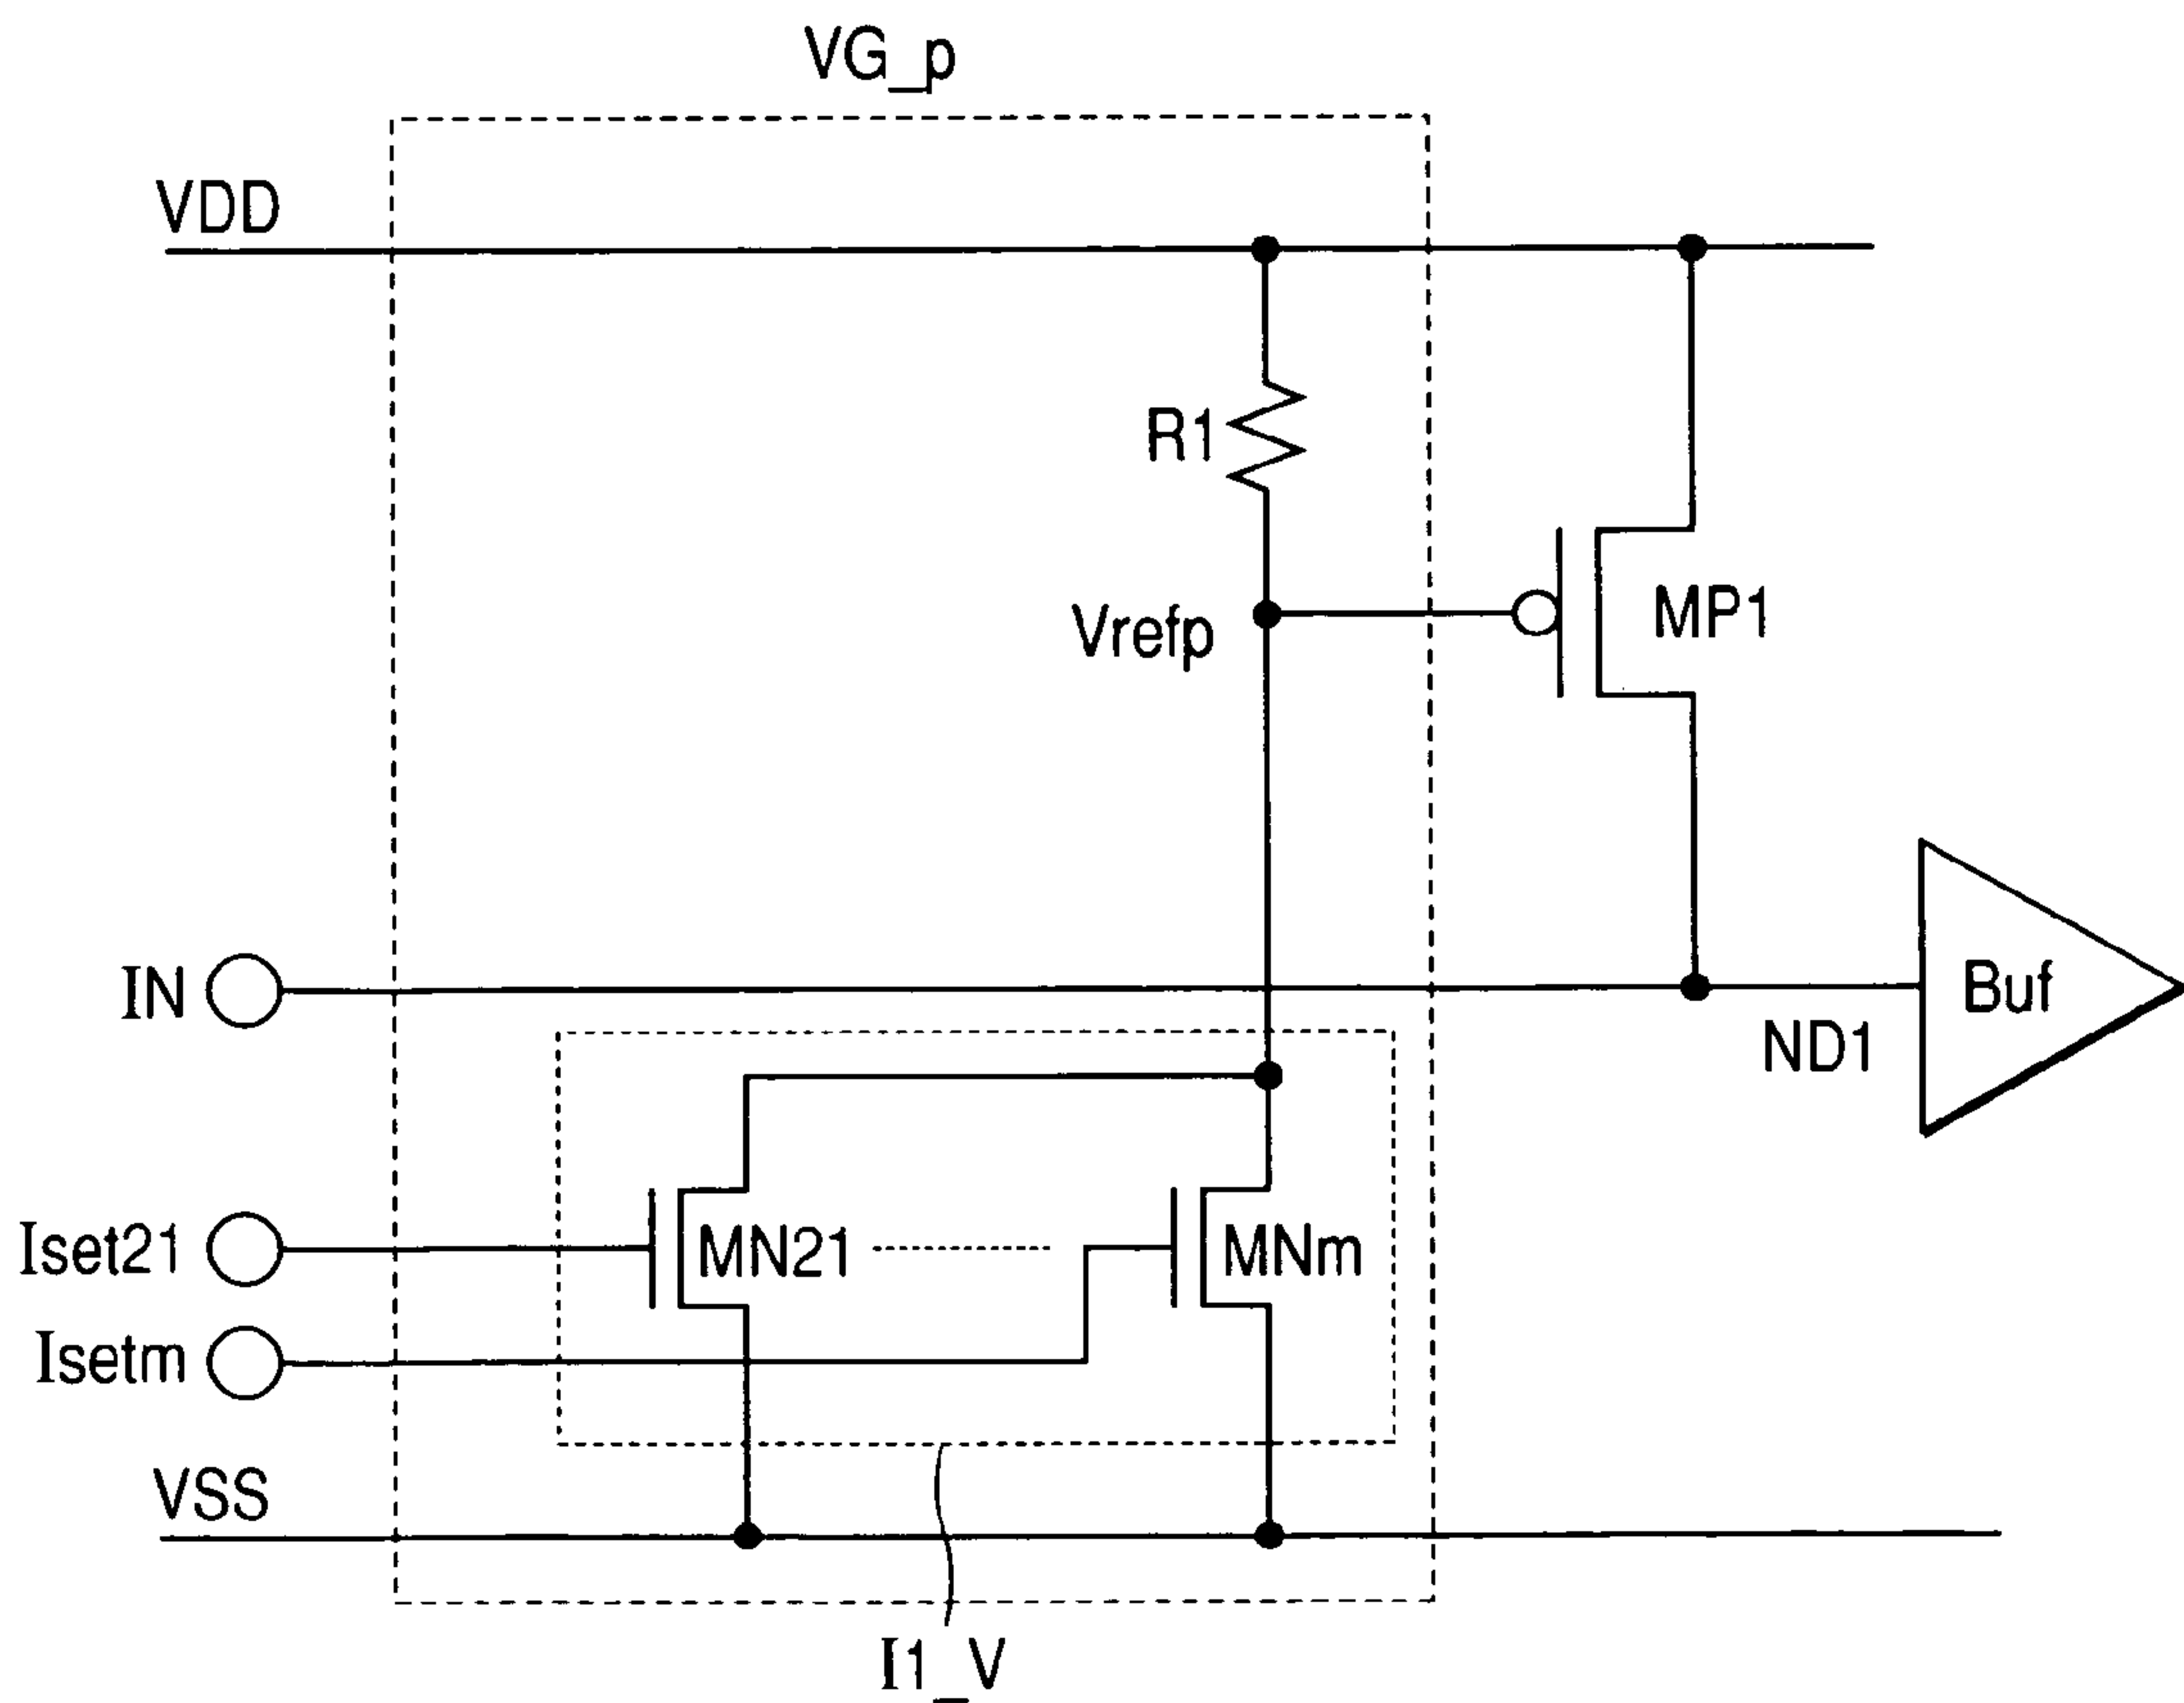 VG_p
VDD
R1
Vrefp
MP1
IN
Buf
ND1
Iset21
MN21
MNm
Isetm
VSS
I1_V